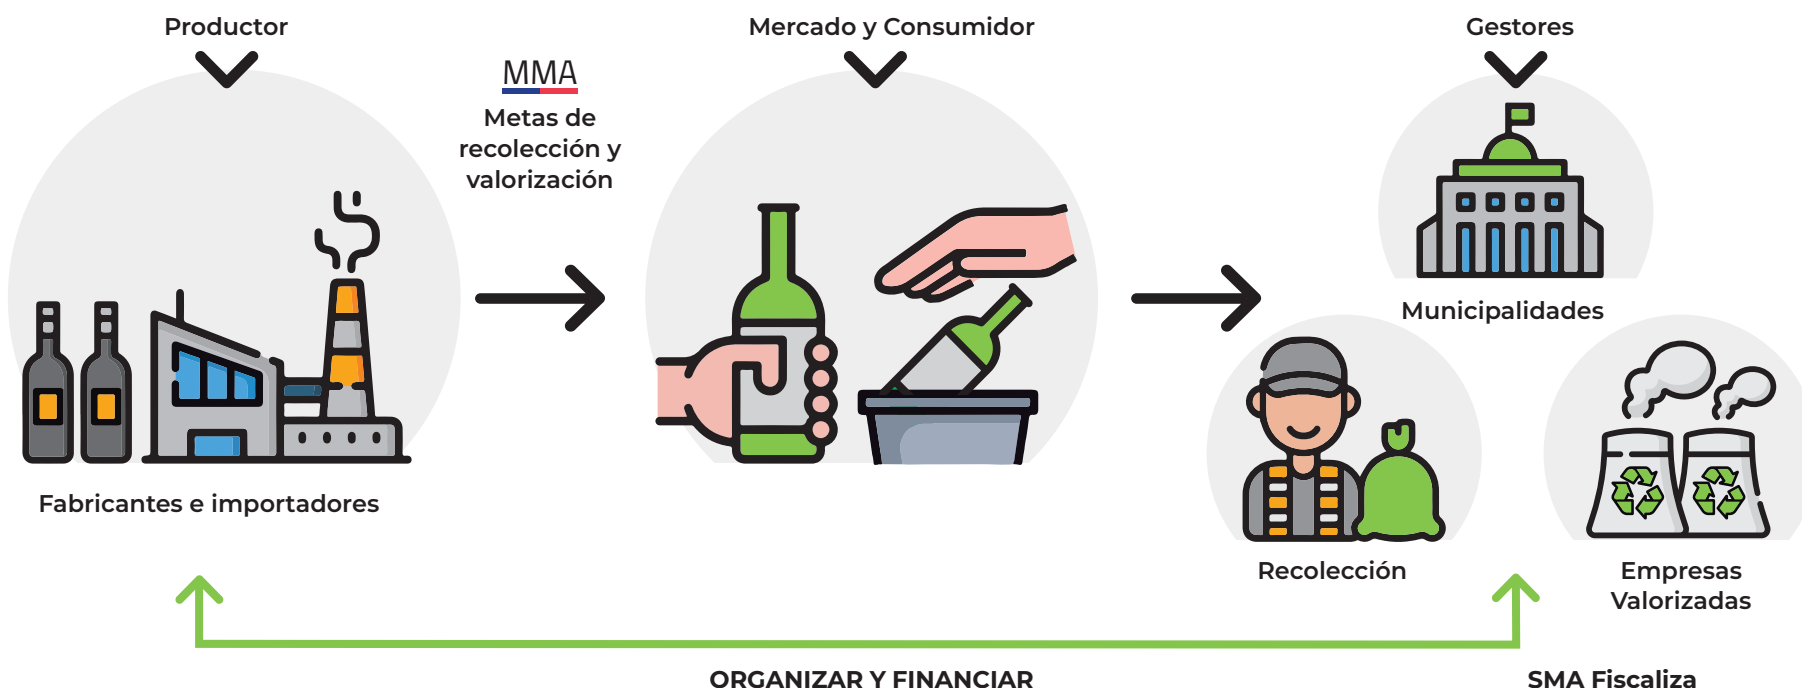 Productor
MMA
Metas de
recolección y
valorización
Fabricantes e importadores
Mercado y Consumidor
Gestores
Municipalidades
Recolección
Empresas
Valorizadas
ORGANIZAR Y FINANCIAR
SMA Fiscaliza